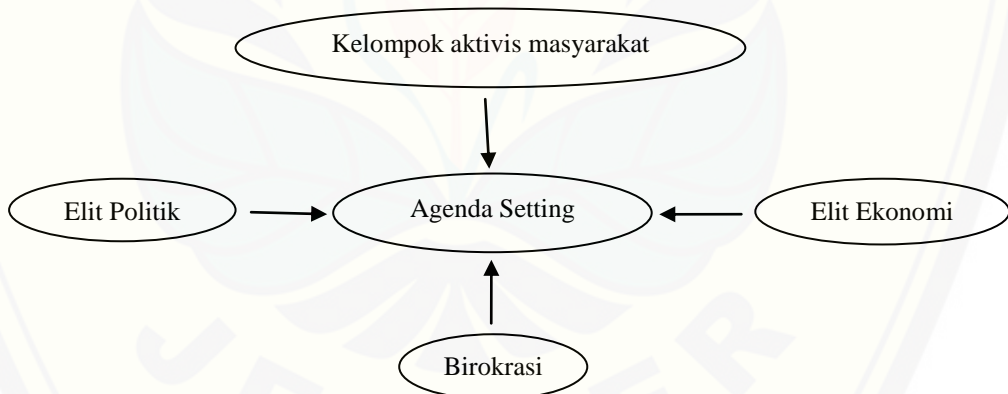 Kelompok aktivis masyarakat
Elit Politik
Agenda Setting
Elit Ekonomi
Birokrasi